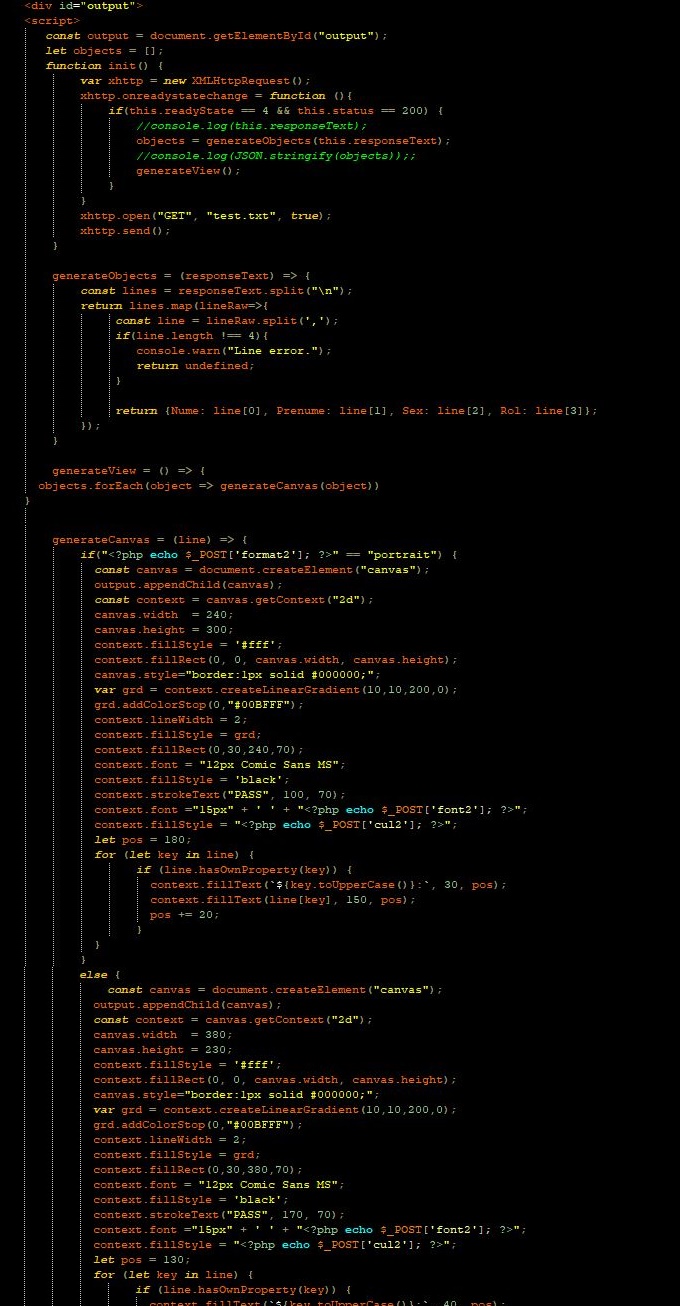 <div id="output">
<script>
const output = document.getElementById("output");
let objects = [];
function init() {
var xhttp = new XMLHttpRequest();
xhttp.onreadystatechange = function (){
if(this.readyState == 4 && this.status == 200) {
//console.log(this.responseText);
objects = generateObjects(this.responseText);
//console.log(JSON.stringify(objects));;
generateView();
}
}
xhttp.open("GET", "test.txt", true);
xhttp.send();
}
generateObjects = (responseText) => {
const lines = responseText.split("\n");
return lines.map(lineRaw=>{
const line = lineRaw.split(',');
if(line.length !== 4){
console.warn("Line error.");
return undefined;
}
return {Nume: line[0], Prenume: line[1], Sex: line[2], Rol: line[3]};
});
}
generateView = () => {
objects.forEach(object => generateCanvas(object))
}
generateCanvas = (line) => {
if("<?php echo $_POST['format2']; ?>" == "portrait") {
const canvas = document.createElement("canvas");
output.appendChild(canvas);
const context = canvas.getContext("2d");
canvas.width  = 240;
canvas.height = 300;
context.fillStyle = '#fff';
context.fillRect(0, 0, canvas.width, canvas.height);
canvas.style="border:1px solid #000000;";
var grd = context.createLinearGradient(10,10,200,0);
grd.addColorStop(0,"#00BFFF");
context.lineWidth = 2;
context.fillStyle = grd;
context.fillRect(0,30,240,70);
context.font = "12px Comic Sans MS";
context.fillStyle = 'black';
context.strokeText("PASS", 100, 70);
context.font ="15px" + ' ' + "<?php echo $_POST['font2']; ?>";
context.fillStyle = "<?php echo $_POST['cul2']; ?>";
let pos = 180;
for (let key in line) {
if (line.hasOwnProperty(key)) {
context.fillText(`${key.toUpperCase()}:`, 30, pos);
context.fillText(line[key], 150, pos);
pos += 20;
}
}
}
else {
const canvas = document.createElement("canvas");
output.appendChild(canvas);
const context = canvas.getContext("2d");
canvas.width  = 380;
canvas.height = 230;
context.fillStyle = '#fff';
context.fillRect(0, 0, canvas.width, canvas.height);
canvas.style="border:1px solid #000000;";
var grd = context.createLinearGradient(10,10,200,0);
grd.addColorStop(0,"#00BFFF");
context.lineWidth = 2;
context.fillStyle = grd;
context.fillRect(0,30,380,70);
context.font = "12px Comic Sans MS";
context.fillStyle = 'black';
context.strokeText("PASS", 170, 70);
context.font ="15px" + ' ' + "<?php echo $_POST['font2']; ?>";
context.fillStyle = "<?php echo $_POST['cul2']; ?>";
let pos = 130;
for (let key in line) {
if (line.hasOwnProperty(key)) {
context.fillText(`${key.toUpperCase()}:`, 40, pos);